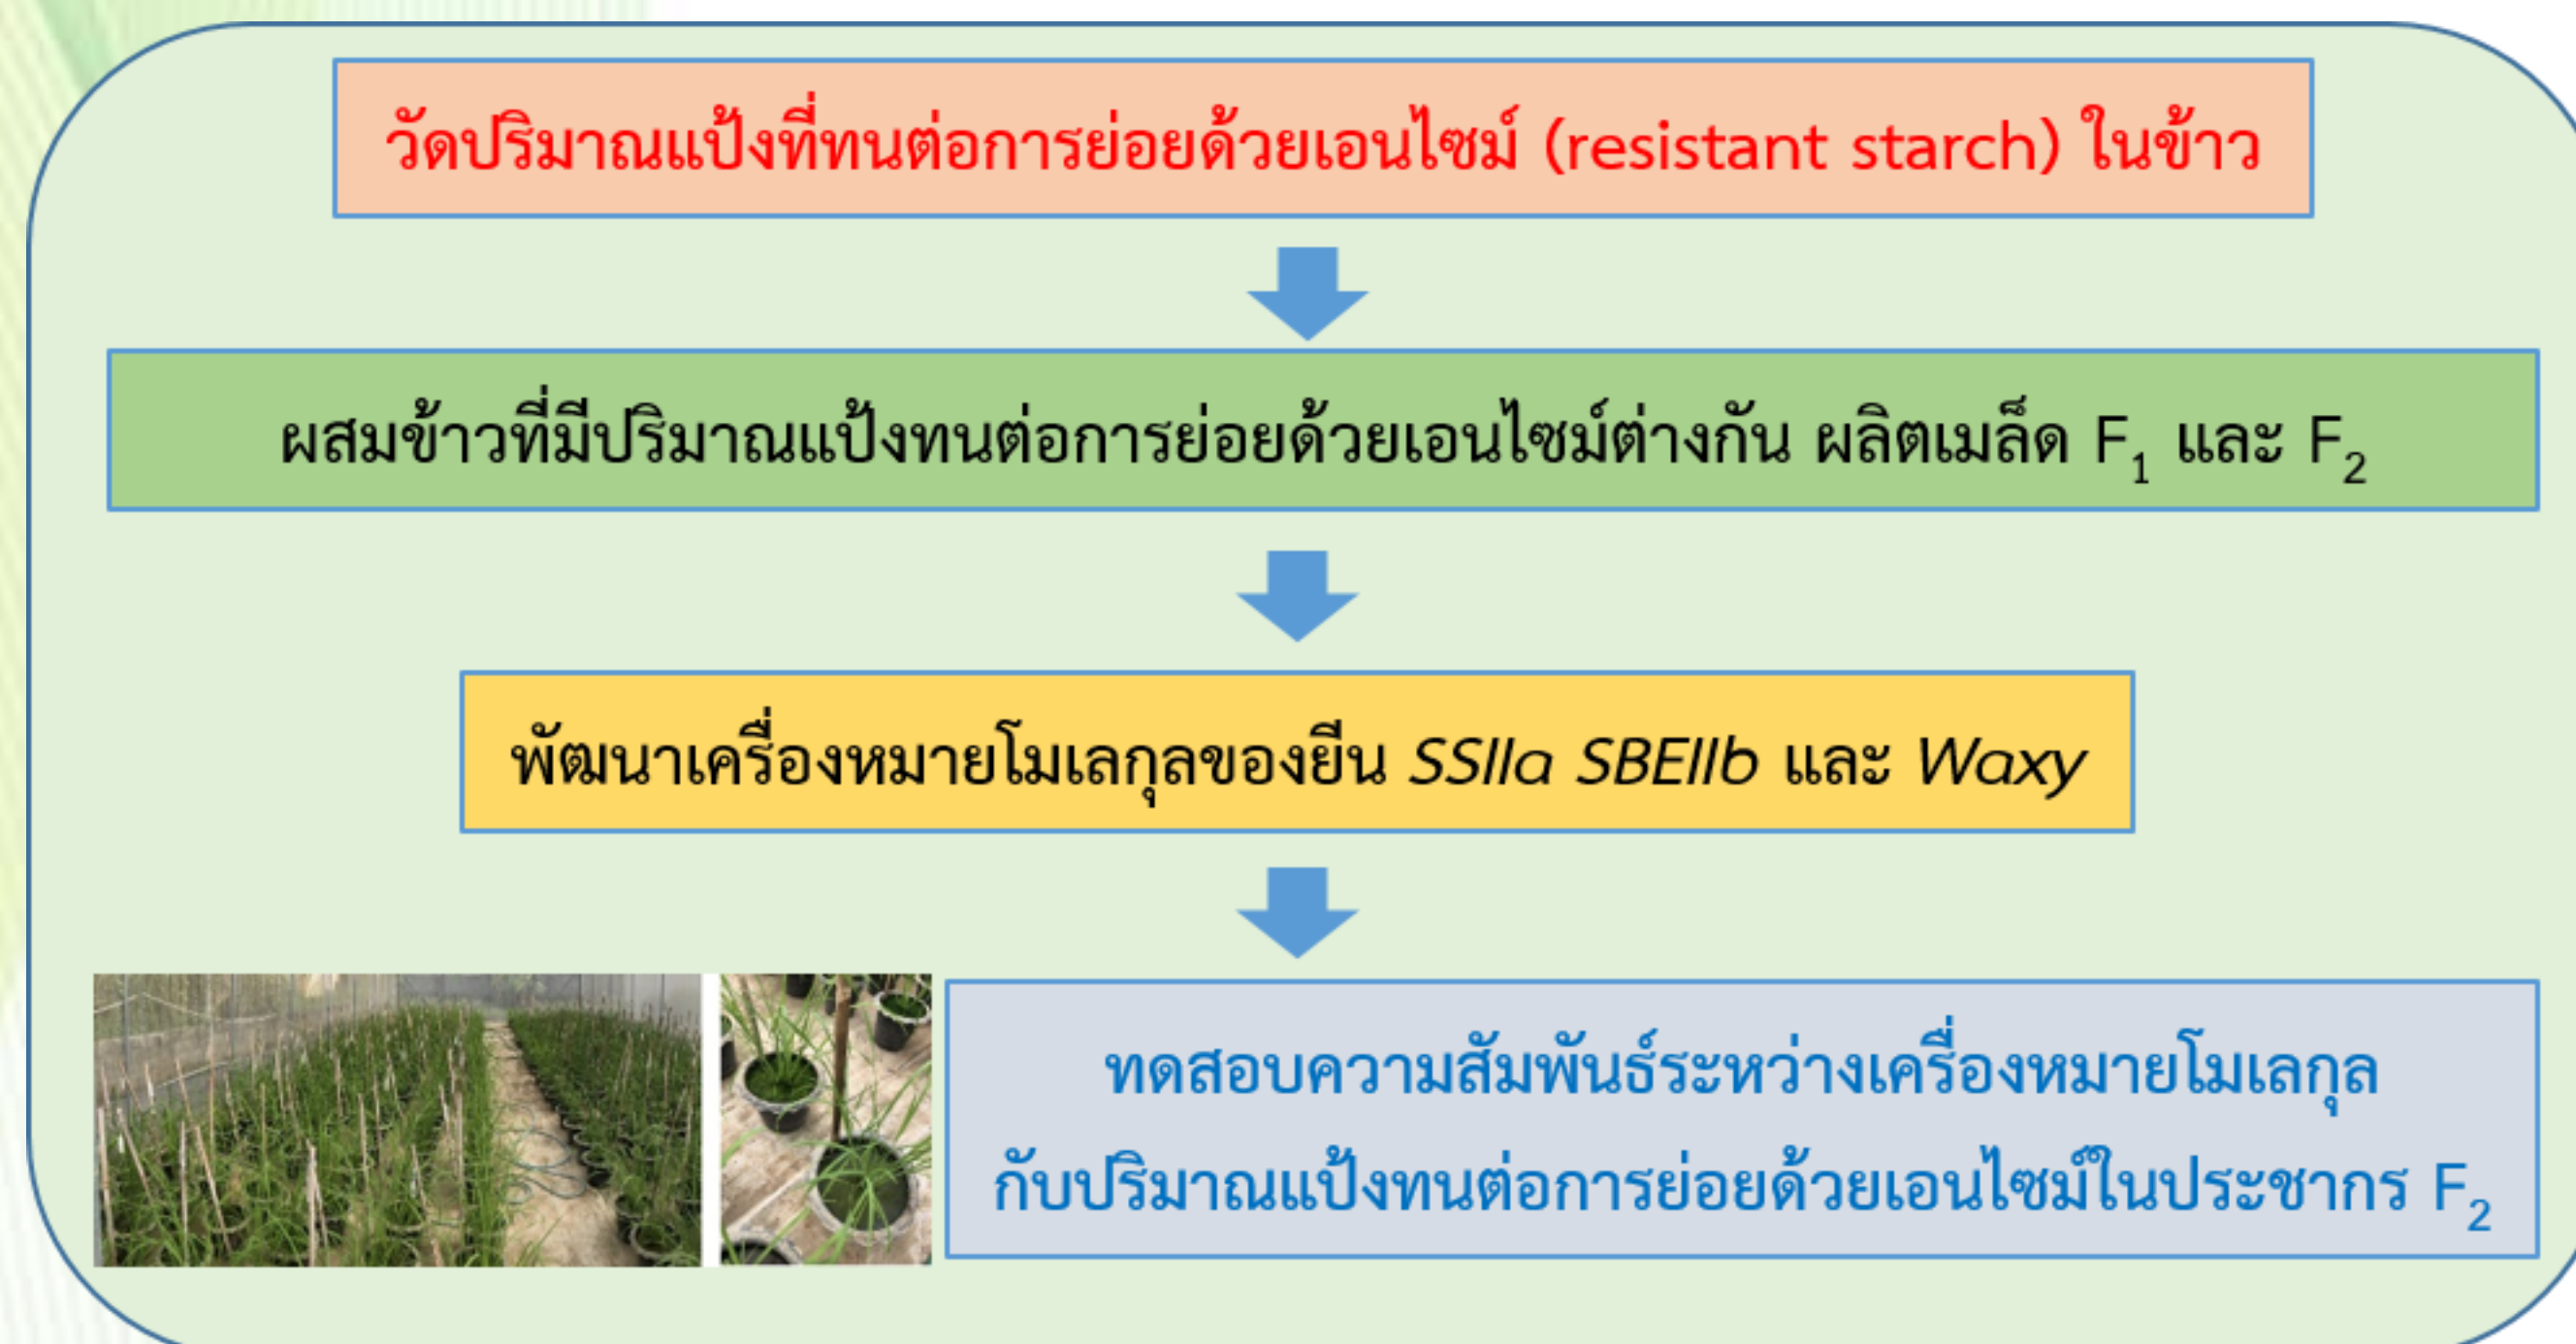 วัดปริมาณแป้งที่ทนต่อการย่อยด้วยเอนไซม์ (resistant starch) ในข้าว
ผสมข้าวที่มีปริมาณแป้งทนต่อการย่อยด้วยเอนไซม์ต่างกัน ผลิตเมล็ด F₁ และ F₂
พัฒนาเครื่องหมายโมเลกุลของยีน SSIIa SBEIIb และ Waxy
ทดสอบความสัมพันธ์ระหว่างเครื่องหมายโมเลกุล
กับปริมาณแป้งทนต่อการย่อยด้วยเอนไซม์ในประชากร F₂